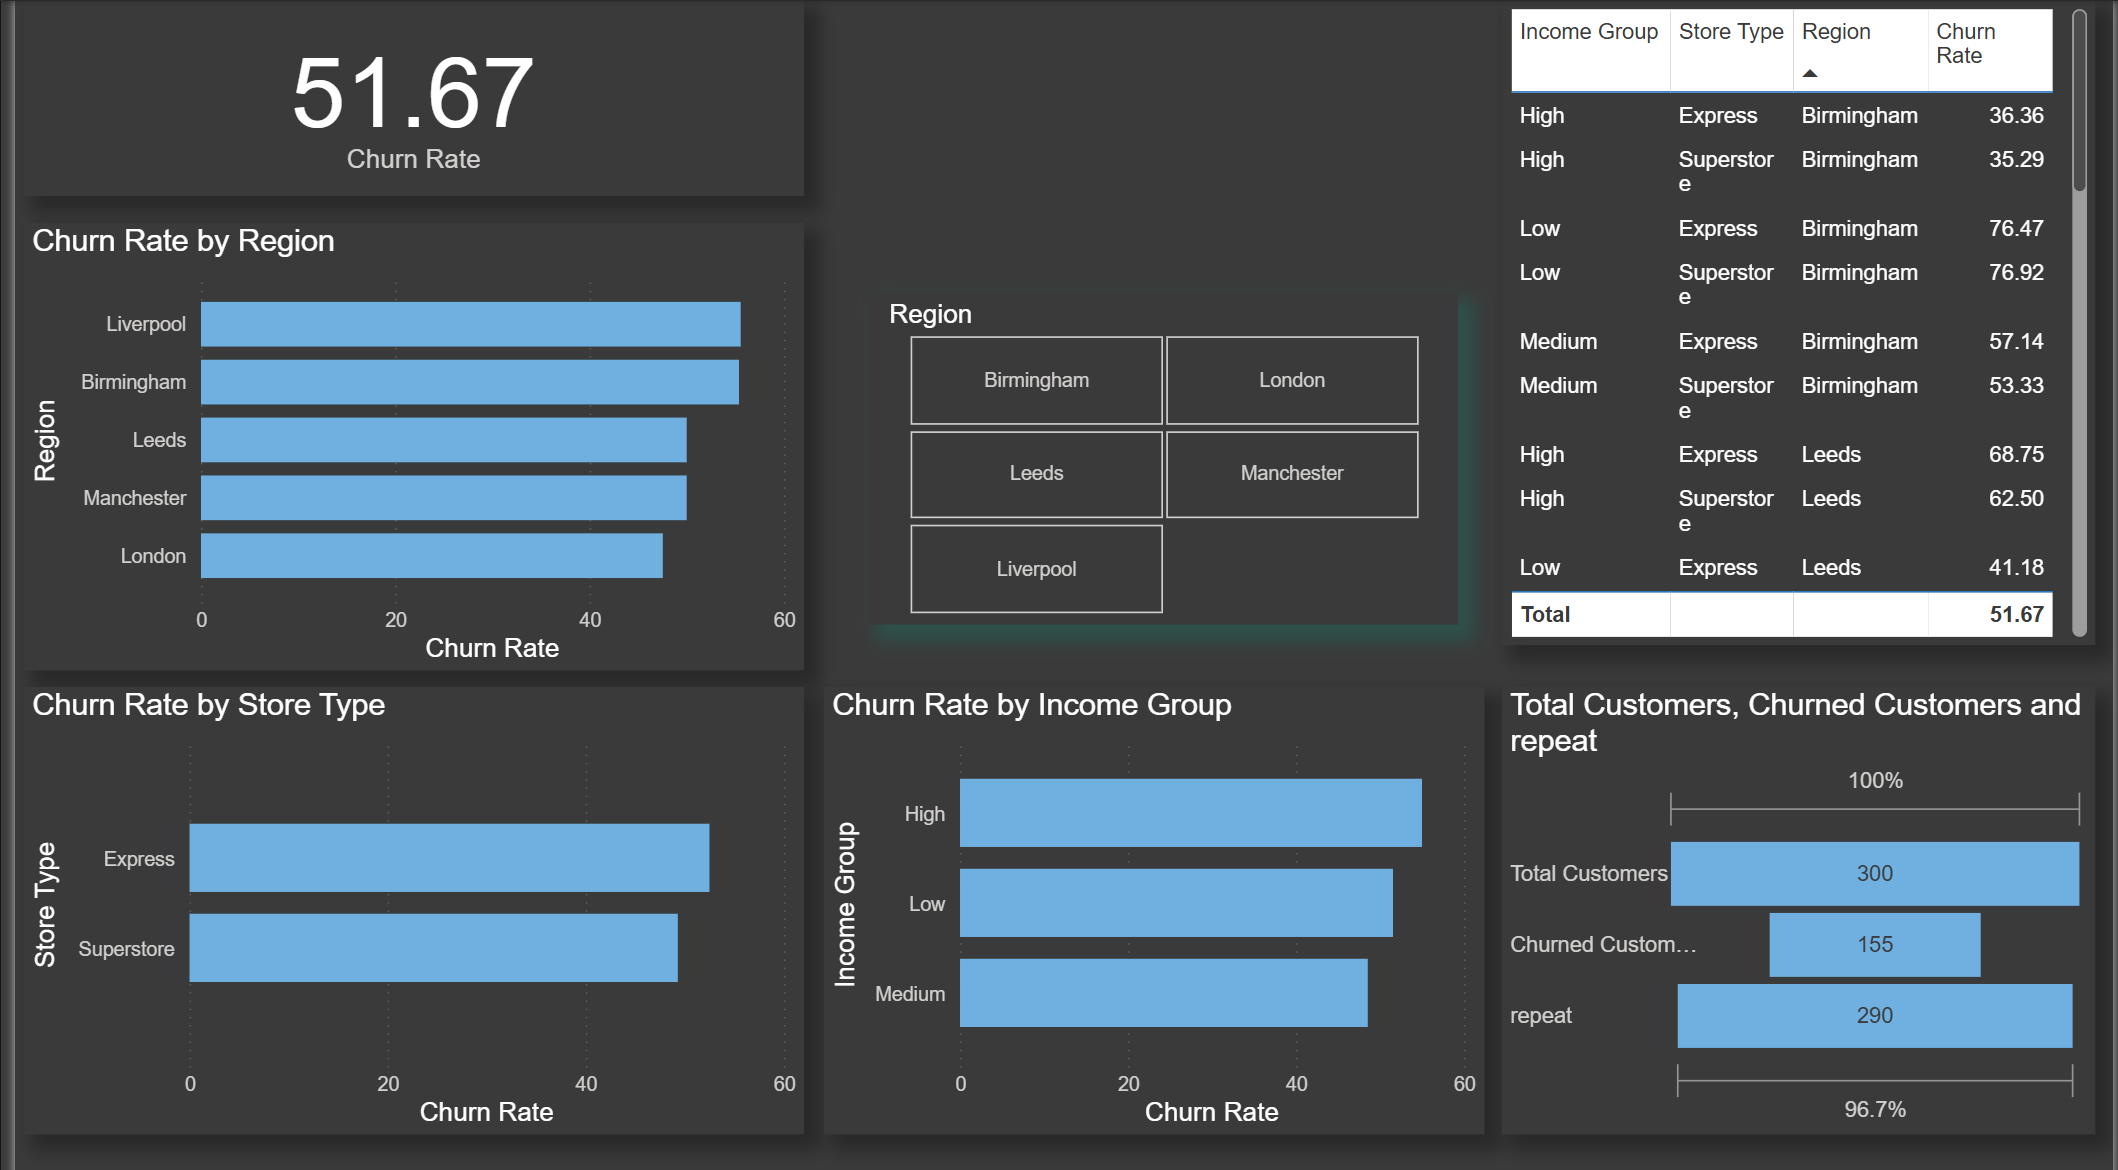 51.67
Churn Rate
Churn Rate by Region
Region
Liverpool
Birmingham
Leeds
Manchester
London
0 20 40 60
Churn Rate
Region
Birmingham London
Leeds Manchester
Liverpool
Income Group Store Type Region Churn
Rate
High Express Birmingham 36.36
High Superstor Birmingham 35.29
e
Low Express Birmingham 76.47
Low Superstor Birmingham 76.92
e
Medium Express Birmingham 57.14
Medium Superstor Birmingham 53.33
e
High Express Leeds 68.75
High Superstor Leeds 62.50
e
Low Express Leeds 41.18
Total 51.67
Churn Rate by Store Type
Store Type
Express
Superstore
0 20 40 60
Churn Rate
Churn Rate by Income Group
Income Group
High
Low
Medium
0 20 40 60
Churn Rate
Total Customers, Churned Customers and
repeat
100%
Total Customers 300
Churned Custom... 155
repeat 290
96.7%